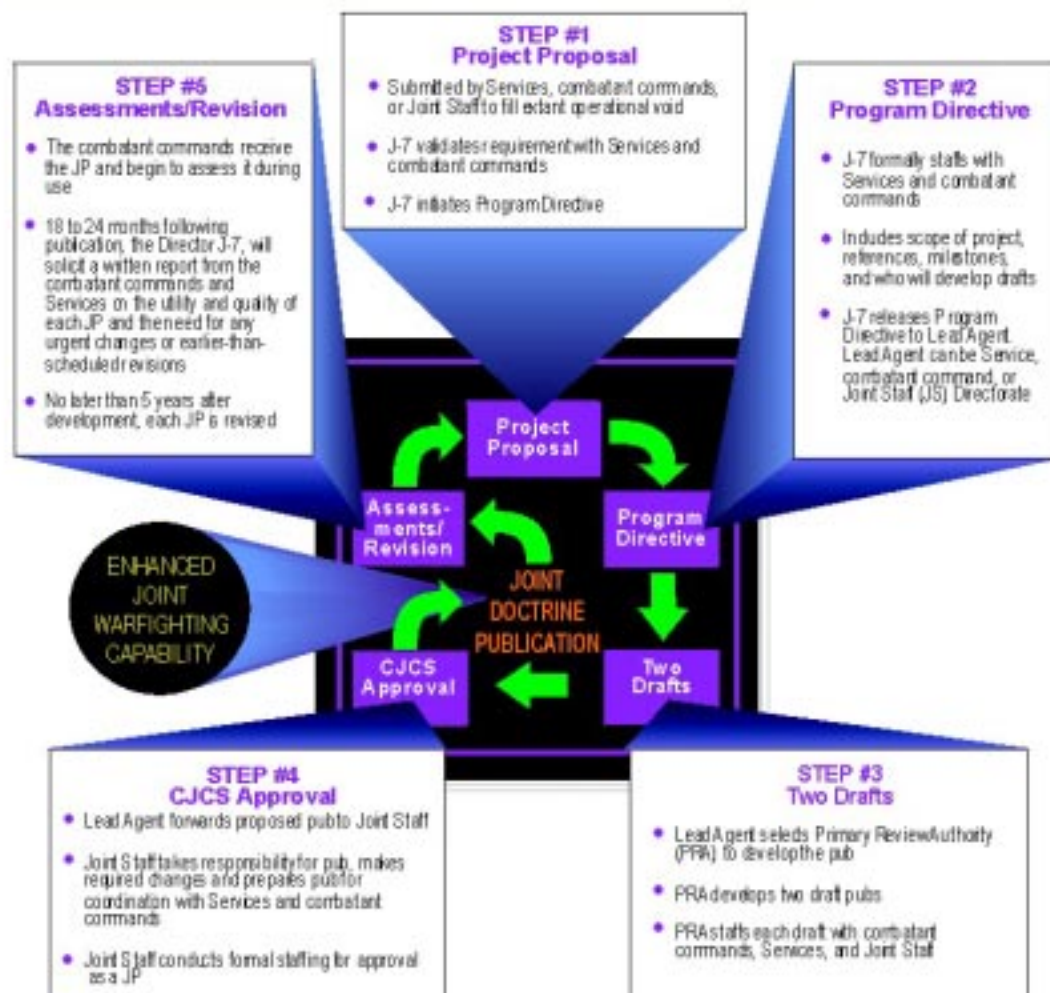 STEP #1
Project Proposal
• Submitted by Services, combatant commands,
or Joint Staff to fill extant operational void
• J-7 validates requirement with Services and
combatant commands
• J-7 initiates Program Directive
STEP #2
Program Directive
• J-7 formally staffs with
Services and combatant
commands
• Includes scope of project,
references, milestones,
and who will develop drafts
• J-7 releases Program
Directive to Lead Agent.
Lead Agent can be Service,
combatant command, or
Joint Staff (JS) Directorate
STEP #3
Two Drafts
• Lead Agent selects Primary Review Authority
(PRA) to develop the pub
• PRA develops two draft pubs
• PRA staffs each draft with combatant
commands, Services, and Joint Staff
STEP #4
CJCS Approval
• Lead Agent forwards proposed pub to Joint Staff
• Joint Staff takes responsibility for pub, makes
required changes and prepares pub for
coordination with Services and combatant
commands
• Joint Staff conducts formal staffing for approval
as a JP
STEP #5
Assessments/Revision
• The combatant commands receive
the JP and begin to assess it during
use
• 18 to 24 months following
publication, the Director J-7, will
solicit a written report from the
combatant commands and
Services on the utility and quality of
each JP and the need for any
urgent changes or earlier-than-
scheduled revisions
• No later than 5 years after
development, each JP is revised
Project
Proposal
Program
Directive
Two
Drafts
CJCS
Approval
Assess-
ments/
Revision
JOINT
DOCTRINE
PUBLICATION
ENHANCED
JOINT
WARFIGHTING
CAPABILITY